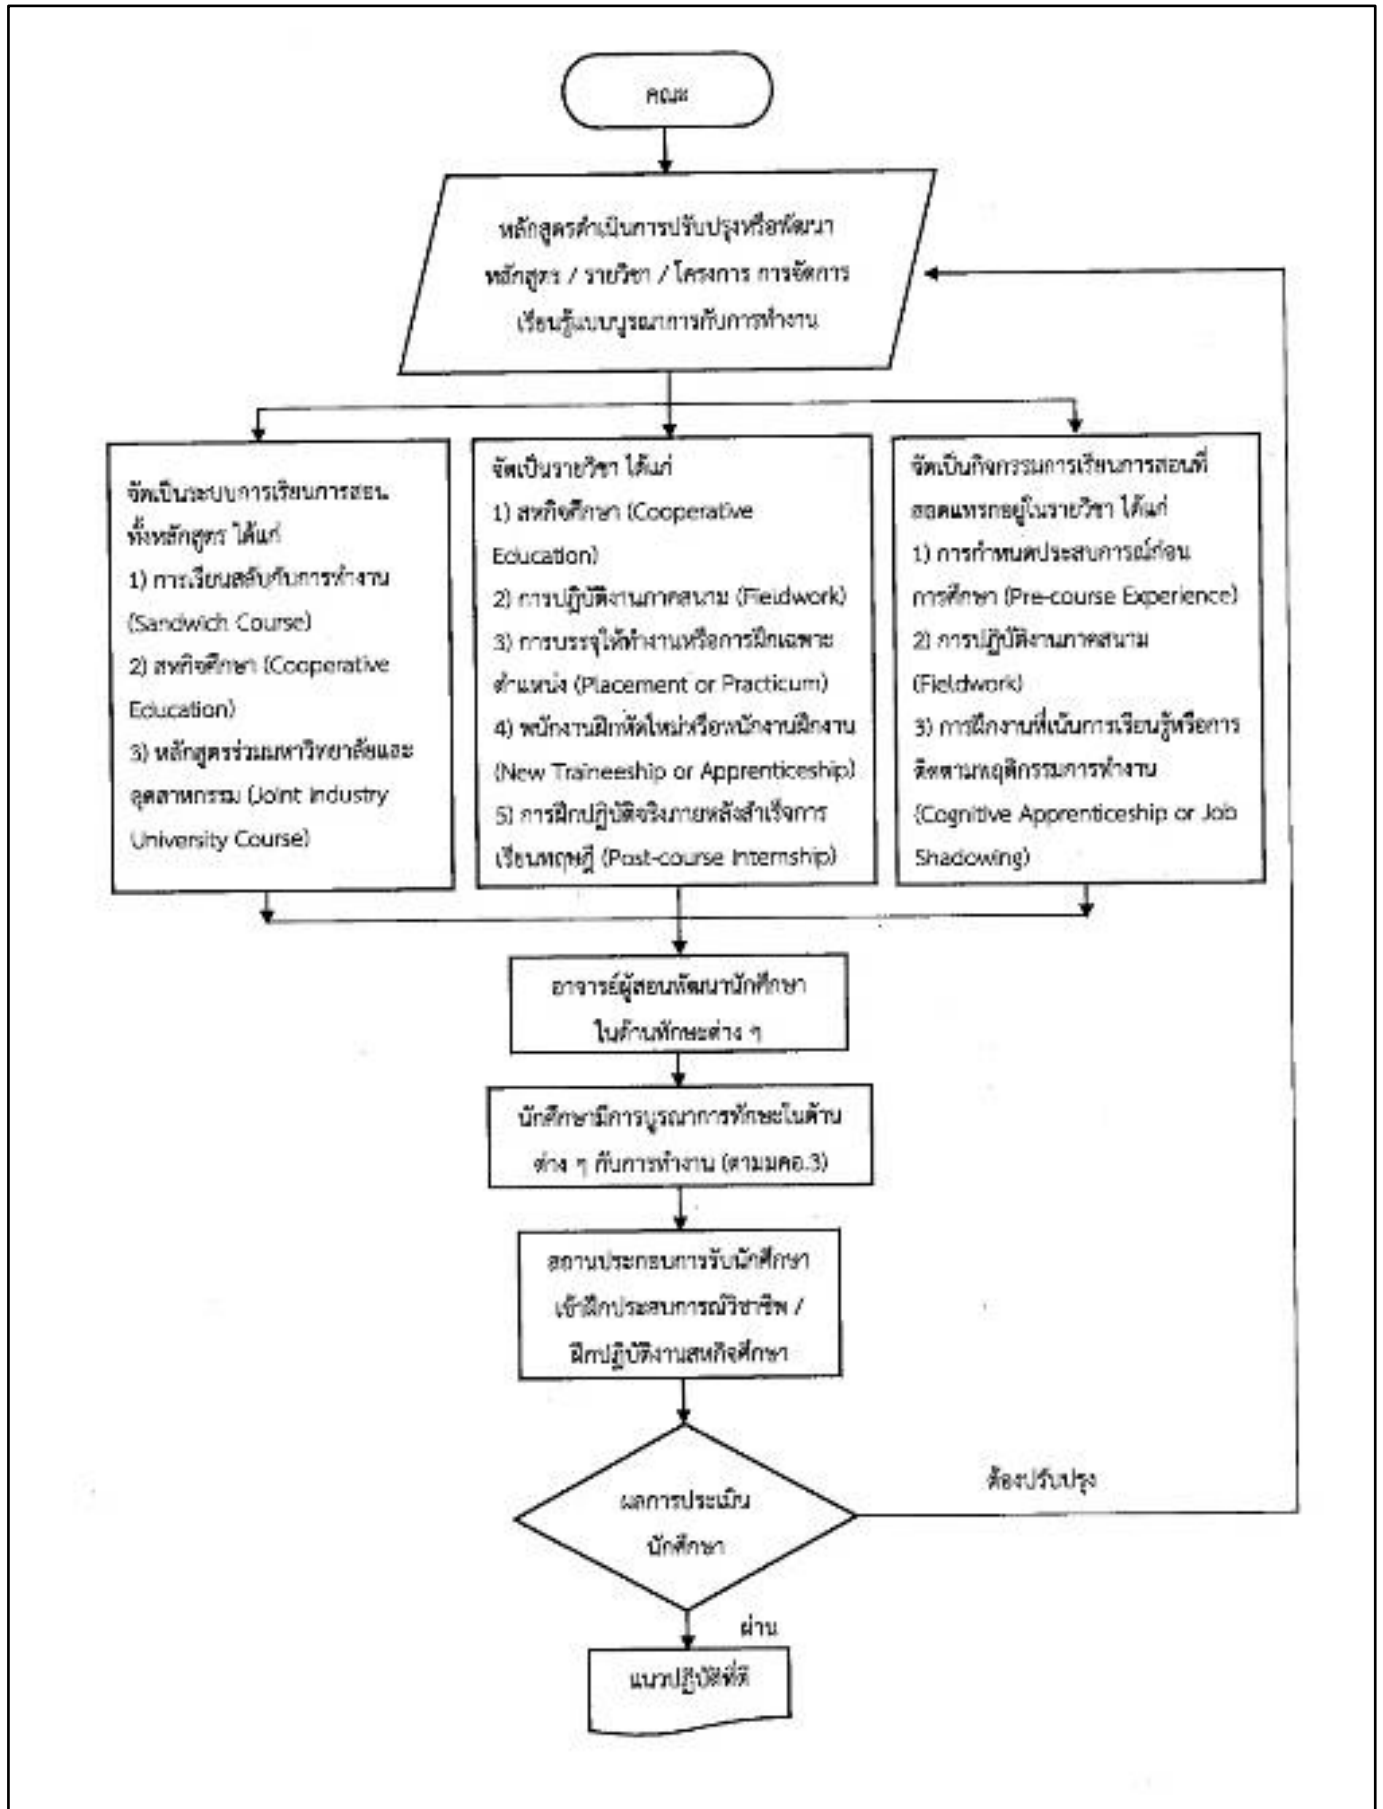 คณะ
หลักสูตรดำเนินการปรับปรุงหรือพัฒนา
หลักสูตร / รายวิชา / โครงการ การจัดการ
เรียนรู้แบบบูรณาการกับการทำงาน
จัดเป็นระบบการเรียนการสอน
ทั้งหลักสูตร ได้แก่
1) การเรียนสลับกับการทำงาน
(Sandwich Course)
2) สหกิจศึกษา (Cooperative
Education)
3) หลักสูตรร่วมมหาวิทยาลัยและ
อุตสาหกรรม (Joint Industry
University Course)
จัดเป็นรายวิชา ได้แก่
1) สหกิจศึกษา (Cooperative
Education)
2) การปฏิบัติงานภาคสนาม (Fieldwork)
3) การบรรจุให้ทำงานหรือการฝึกเฉพาะ
ตำแหน่ง (Placement or Practicum)
4) พนักงานฝึกหัดใหม่หรือพนักงานฝึกงาน
(New Traineeship or Apprenticeship)
5) การฝึกปฏิบัติจริงภายหลังสำเร็จการ
เรียนทฤษฎี (Post-course Internship)
จัดเป็นกิจกรรมการเรียนการสอนที่
สอดแทรกอยู่ในรายวิชา ได้แก่
1) การกำหนดประสบการณ์ก่อน
การศึกษา (Pre-course Experience)
2) การปฏิบัติงานภาคสนาม
(Fieldwork)
3) การฝึกงานที่เน้นการเรียนรู้หรือการ
ติดตามพฤติกรรมการทำงาน
(Cognitive Apprenticeship or Job
Shadowing)
อาจารย์ผู้สอนพัฒนานักศึกษา
ในด้านทักษะต่าง ๆ
นักศึกษามีการบูรณาการทักษะในด้าน
ต่าง ๆ กับการทำงาน (ตามมคอ.3)
สถานประกอบการรับนักศึกษา
เข้าฝึกประสบการณ์วิชาชีพ /
ฝึกปฏิบัติงานสหกิจศึกษา
ผลการประเมิน
นักศึกษา
ต้องปรับปรุง
ผ่าน
แนวปฏิบัติที่ดี